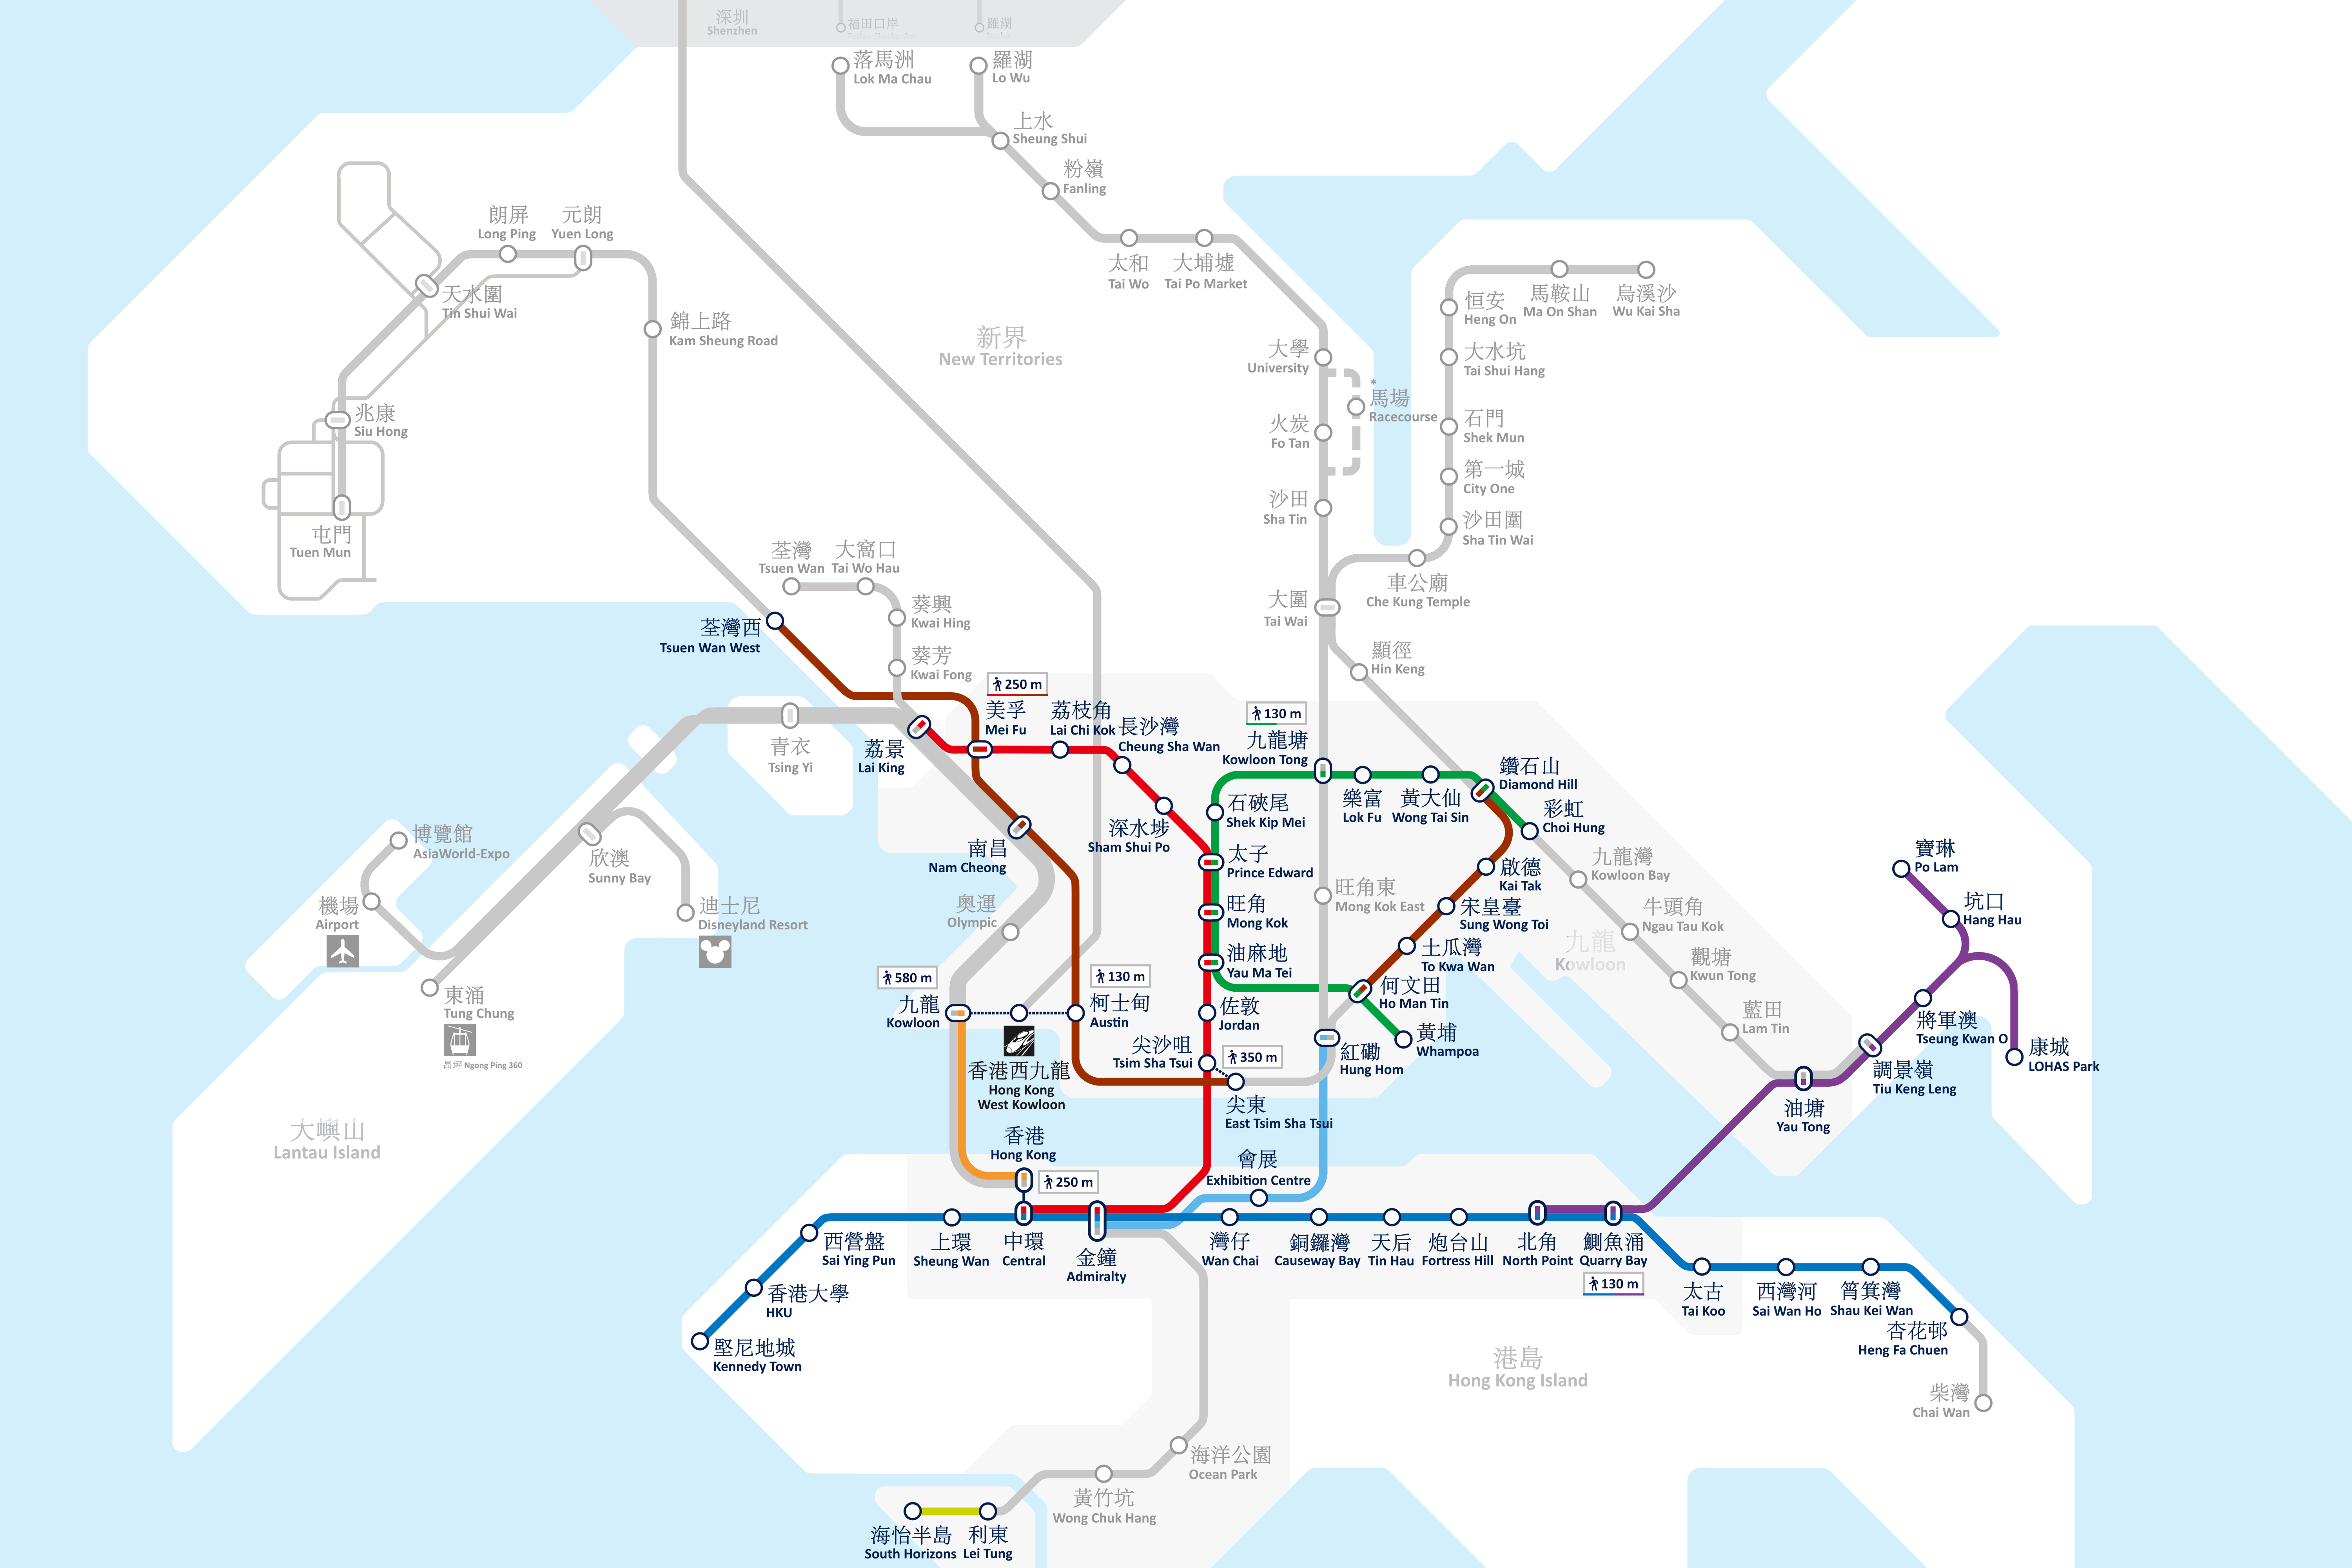 深圳
Shenzhen
福田口岸
羅湖
落馬洲
Lok Ma Chau
羅湖
Lo Wu
上水
Sheung Shui
粉嶺
Fanling
太和
Tai Wo
大埔墟
Tai Po Market
朗屏
Long Ping
元朗
Yuen Long
天水圍
Tin Shui Wai
錦上路
Kam Sheung Road
新界
New Territories
兆康
Siu Hong
屯門
Tuen Mun
大學
University
*
馬場
Racecourse
火炭
Fo Tan
沙田
Sha Tin
大圍
Tai Wai
恒安
Heng On
馬鞍山
Ma On Shan
烏溪沙
Wu Kai Sha
大水坑
Tai Shui Hang
石門
Shek Mun
第一城
City One
沙田圍
Sha Tin Wai
車公廟
Che Kung Temple
顯徑
Hin Keng
荃灣
Tsuen Wan
大窩口
Tai Wo Hau
葵興
Kwai Hing
葵芳
Kwai Fong
荃灣西
Tsuen Wan West
青衣
Tsing Yi
荔景
Lai King
250 m
美孚
Mei Fu
荔枝角
Lai Chi Kok
長沙灣
Cheung Sha Wan
深水埗
Sham Shui Po
130 m
九龍塘
Kowloon Tong
石硤尾
Shek Kip Mei
樂富
Lok Fu
黃大仙
Wong Tai Sin
鑽石山
Diamond Hill
彩虹
Choi Hung
太子
Prince Edward
旺角
Mong Kok
油麻地
Yau Ma Tei
旺角東
Mong Kok East
啟德
Kai Tak
宋皇臺
Sung Wong Toi
土瓜灣
To Kwa Wan
何文田
Ho Man Tin
黃埔
Whampoa
紅磡
Hung Hom
九龍灣
Kowloon Bay
牛頭角
Ngau Tau Kok
九龍
Kowloon
觀塘
Kwun Tong
藍田
Lam Tin
油塘
Yau Tong
調景嶺
Tiu Keng Leng
將軍澳
Tseung Kwan O
坑口
Hang Hau
寶琳
Po Lam
康城
LOHAS Park
南昌
Nam Cheong
奧運
Olympic
580 m
九龍
Kowloon
香港西九龍
Hong Kong
West Kowloon
130 m
柯士甸
Austin
佐敦
Jordan
尖沙咀
Tsim Sha Tsui
350 m
尖東
East Tsim Sha Tsui
博覽館
AsiaWorld-Expo
機場
Airport
欣澳
Sunny Bay
迪士尼
Disneyland Resort
東涌
Tung Chung
昂坪 Ngong Ping 360
大嶼山
Lantau Island
香港
Hong Kong
250 m
會展
Exhibition Centre
西營盤
Sai Ying Pun
香港大學
HKU
堅尼地城
Kennedy Town
上環
Sheung Wan
中環
Central
金鐘
Admiralty
灣仔
Wan Chai
銅鑼灣
Causeway Bay
天后
Tin Hau
炮台山
Fortress Hill
北角
North Point
鰂魚涌
Quarry Bay
130 m
太古
Tai Koo
西灣河
Sai Wan Ho
筲箕灣
Shau Kei Wan
杏花邨
Heng Fa Chuen
柴灣
Chai Wan
港島
Hong Kong Island
海洋公園
Ocean Park
黃竹坑
Wong Chuk Hang
海怡半島
South Horizons
利東
Lei Tung